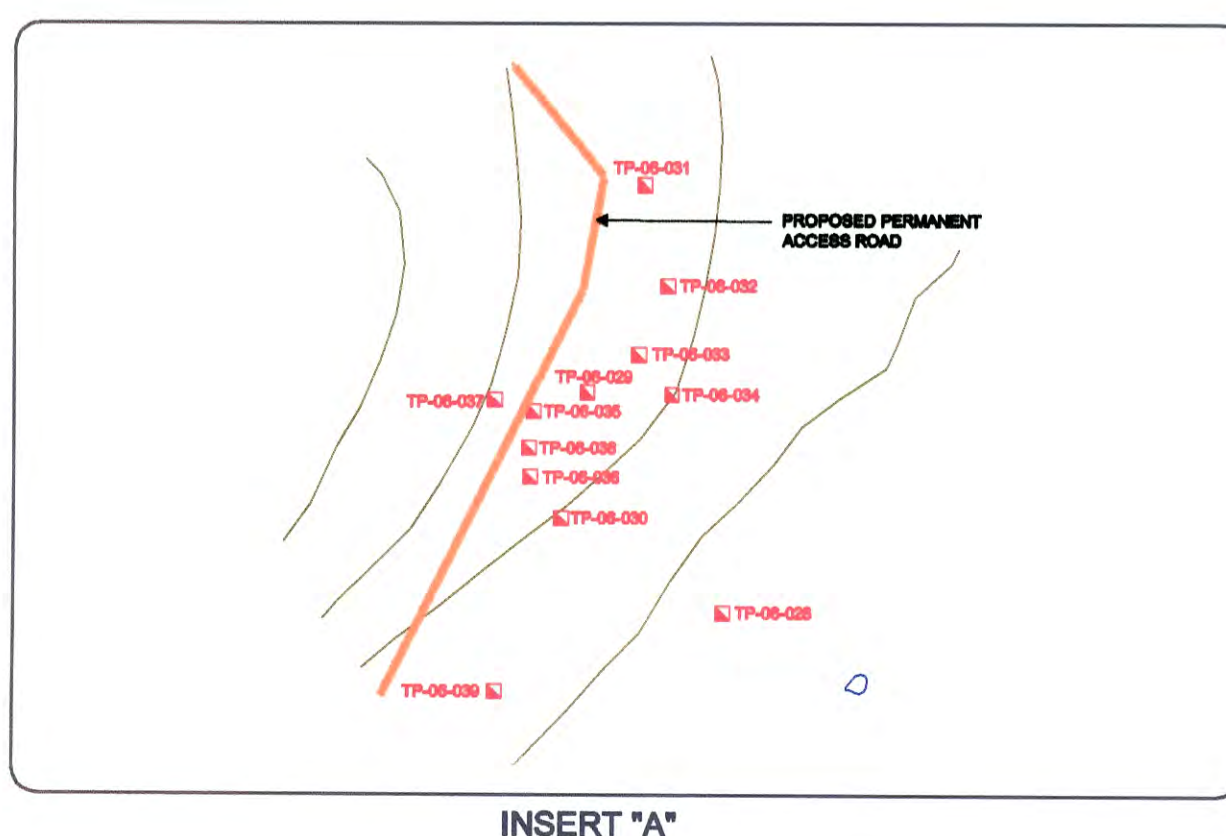 TP-06-031
PROPOSED PERMANENT
ACCESS ROAD
TP-06-032
TP-06-033
TP-06-029
TP-06-034
TP-06-037
TP-06-035
TP-06-038
TP-06-036
TP-06-030
TP-06-028
TP-06-039
INSERT "A"